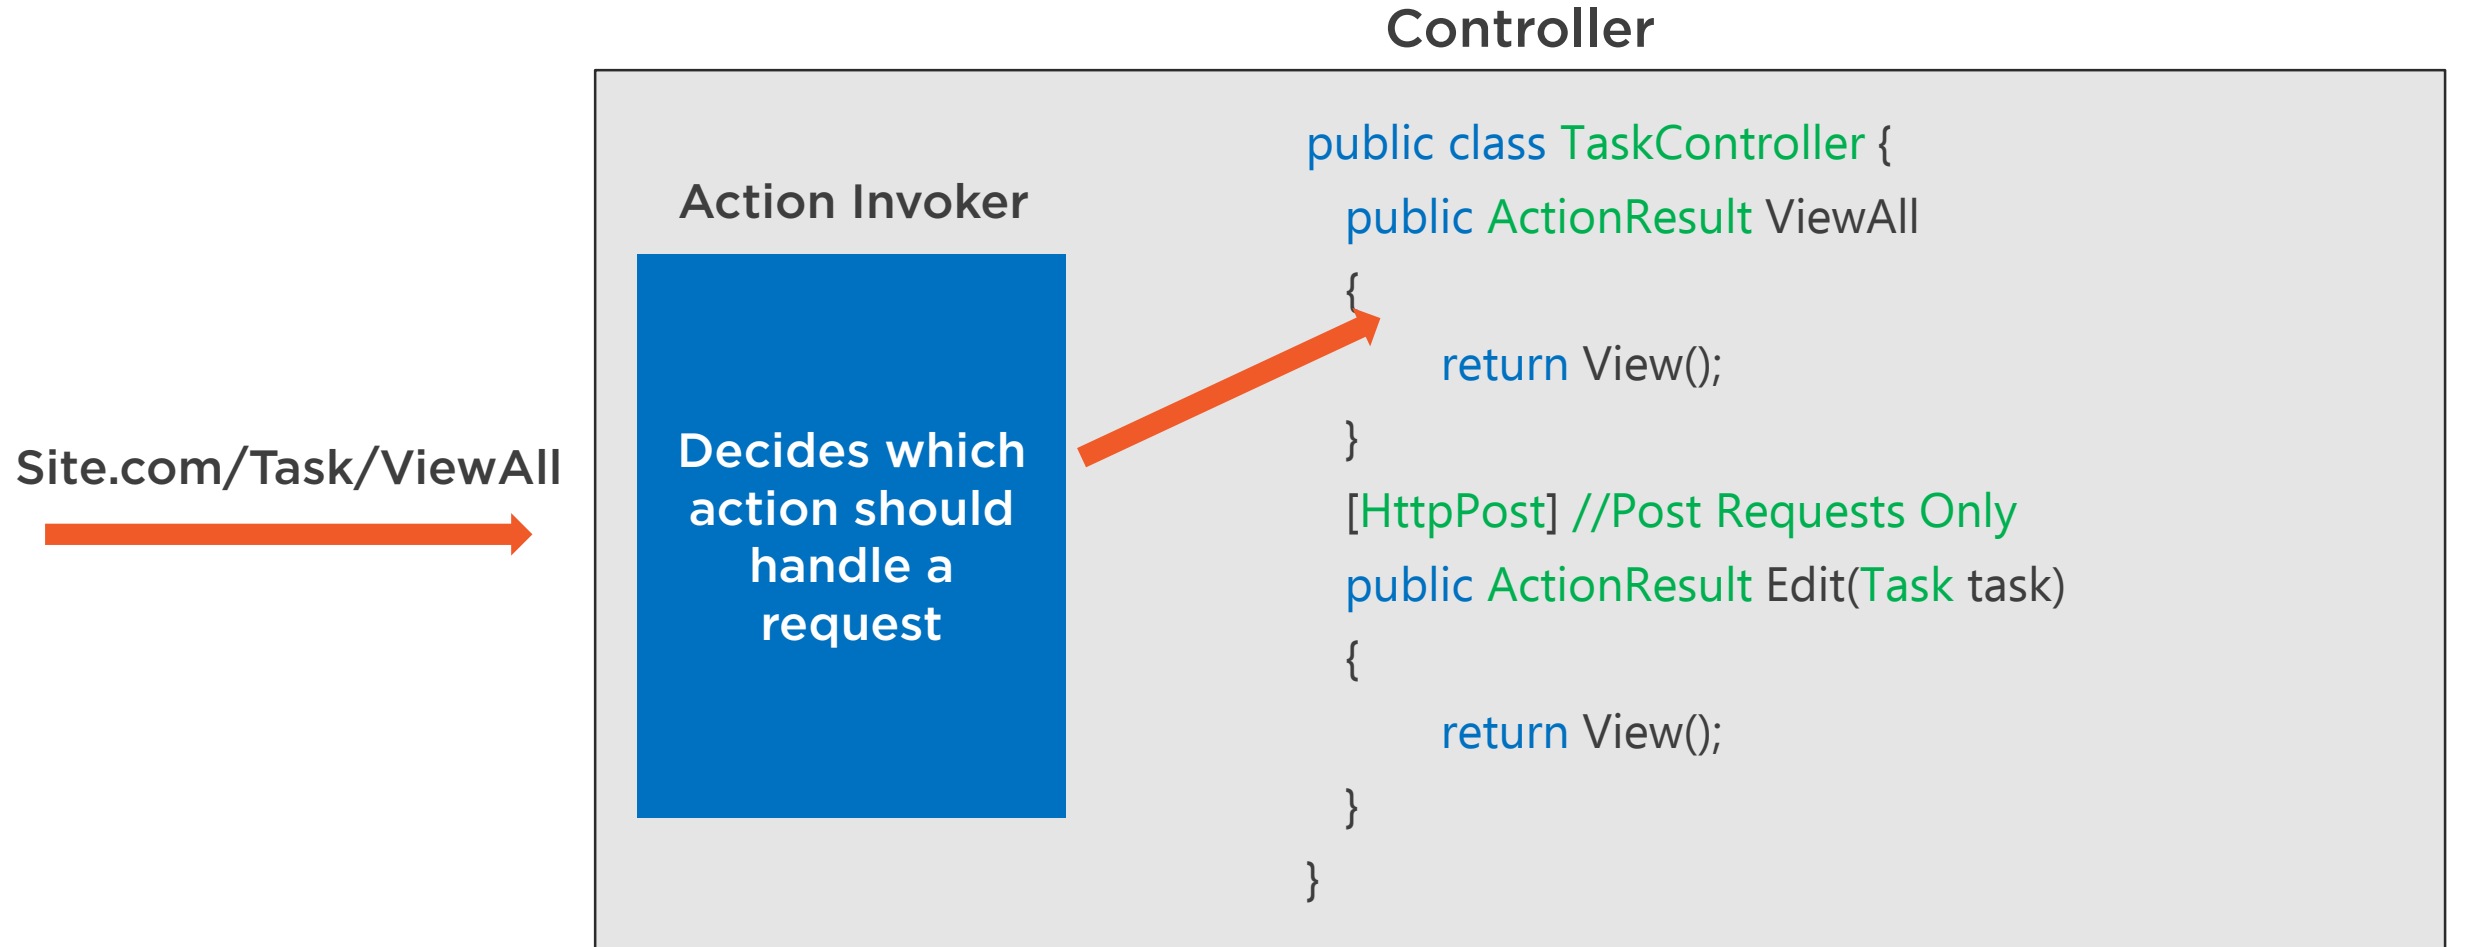 Controller
Site.com/Task/ViewAll
Action Invoker
Decides which
action should
handle a
request
public class TaskController {
public ActionResult ViewAll
{
return View();
}
[HttpPost] //Post Requests Only
public ActionResult Edit(Task task)
{
return View();
}
}